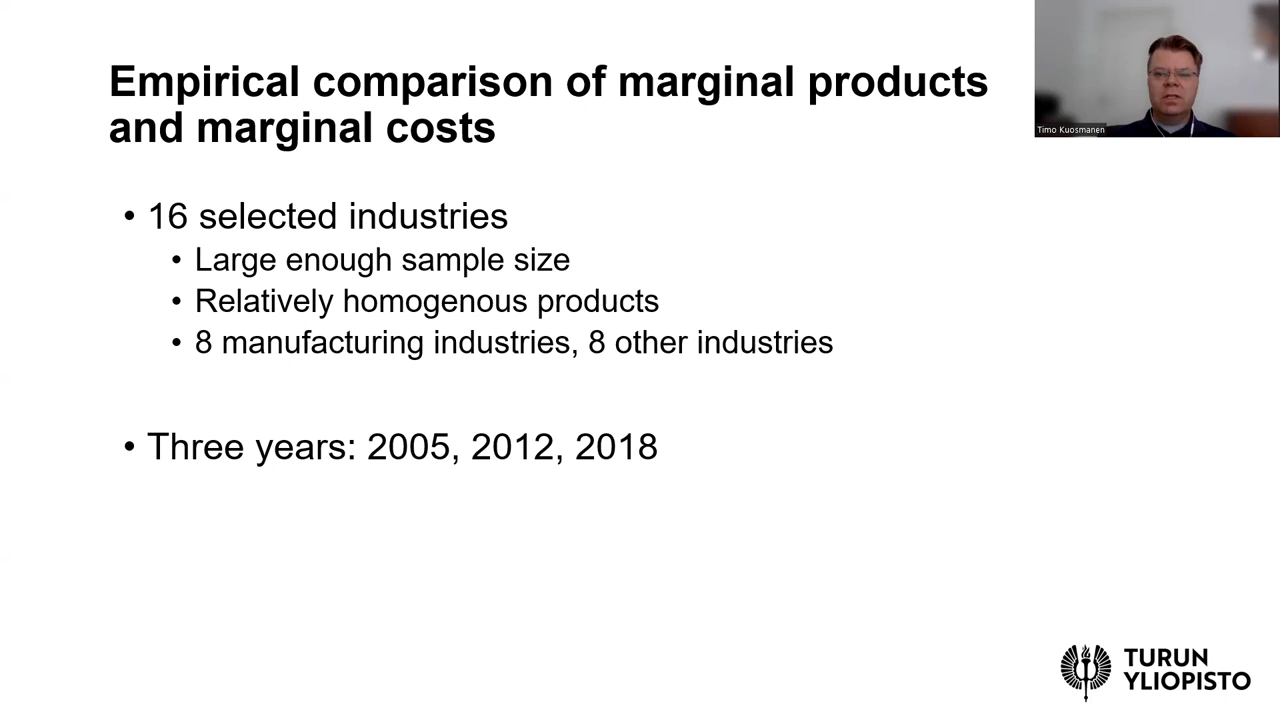 Empirical comparison of marginal products
and marginal costs
Timo Kuosmanen
• 16 selected industries
• Large enough sample size
• Relatively homogenous products
• 8 manufacturing industries, 8 other industries
• Three years: 2005, 2012, 2018
TURUN
YLIOPISTO